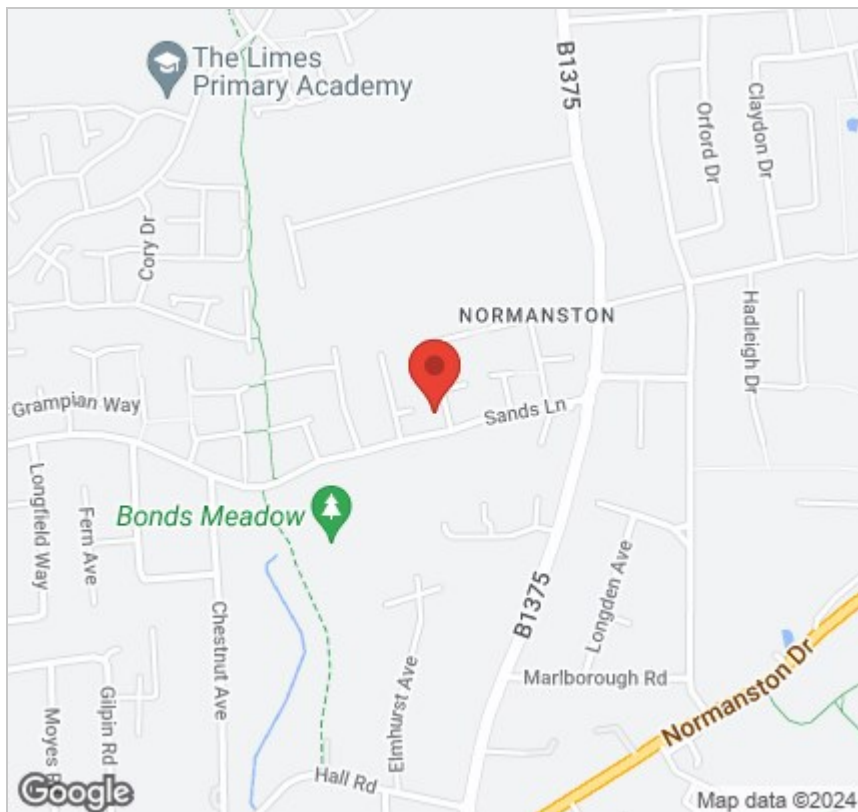 The Limes
Primary Academy
B1375
Orford Dr
Claydon Dr
Cory Dr
NORMANSTON
Hadleigh Dr
Grampian Way
Sands Ln
Longfield Way
Fern Ave
Bonds Meadow
Chestnut Ave
Longden Ave
B1375
Elmhurst Ave
Marlborough Rd
Normanston Dr
Gilpin Rd
Moyes
Hall Rd
Google
Map data ©2024